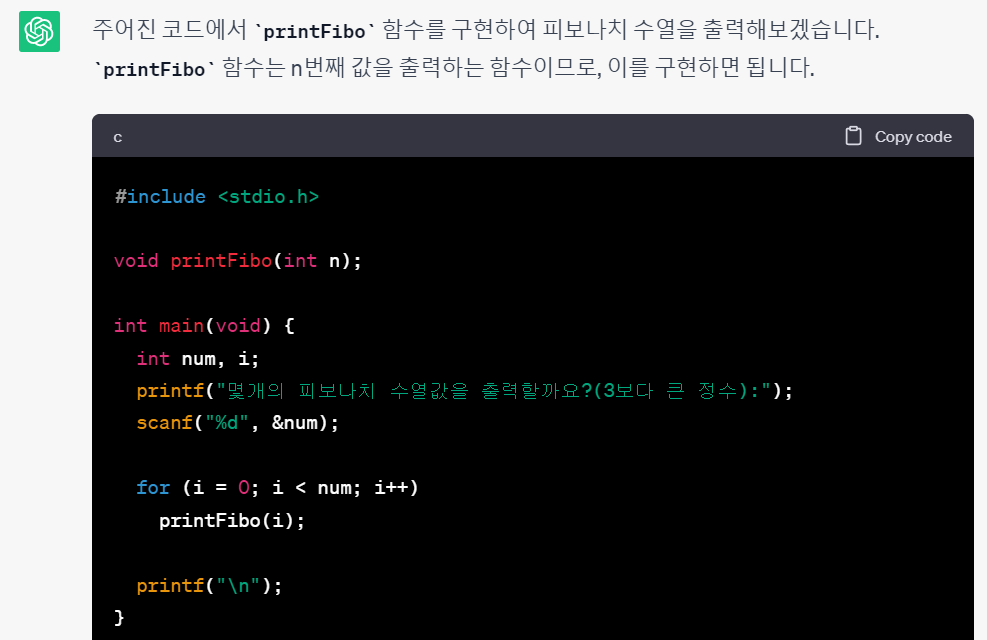 주어진 코드에서 `printFibo` 함수를 구현하여 피보나치 수열을 출력해보겠습니다.
`printFibo` 함수는 n번째 값을 출력하는 함수이므로, 이를 구현하면 됩니다.
c Copy code
#include <stdio.h>
void printFibo(int n);
int main(void) {
int num, i;
printf("몇개의 피보나치 수열값을 출력할까요?(3보다 큰 정수):");
scanf("%d", &num);
for (i = 0; i < num; i++)
printFibo(i);
printf("\n");
}